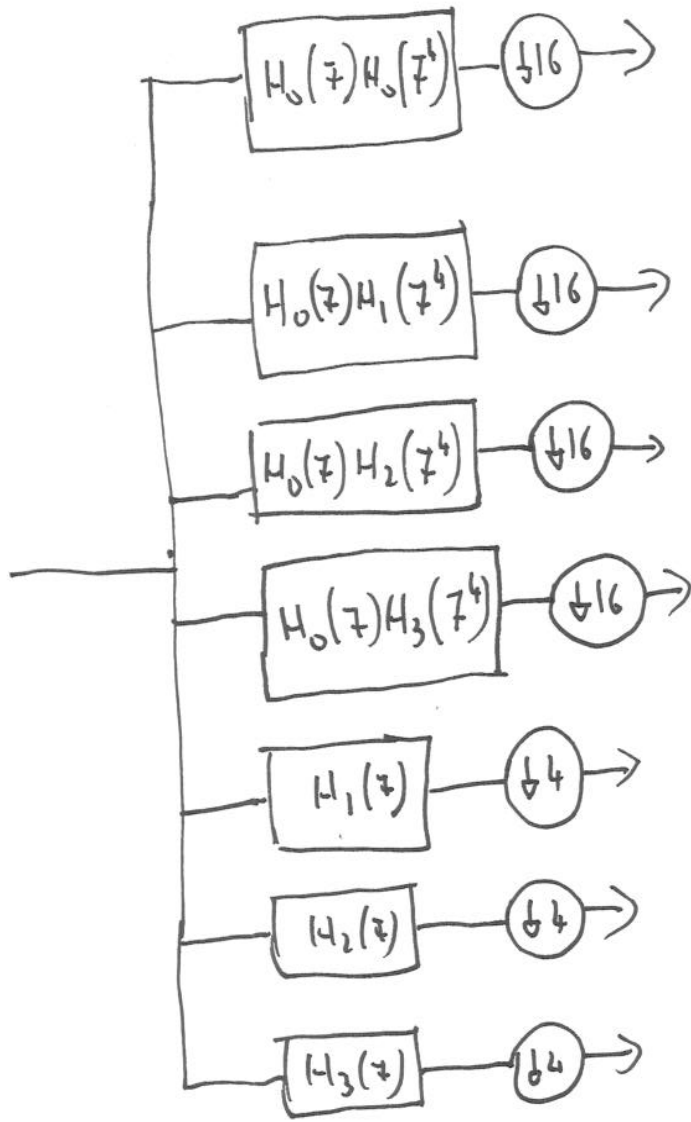 H₀(z)H₀(z⁴) ↓16
H₀(z)H₁(z⁴) ↓16
H₀(z)H₂(z⁴) ↓16
H₀(z)H₃(z⁴) ↓16
H₁(z) ↓4
H₂(z) ↓4
H₃(z) ↓4